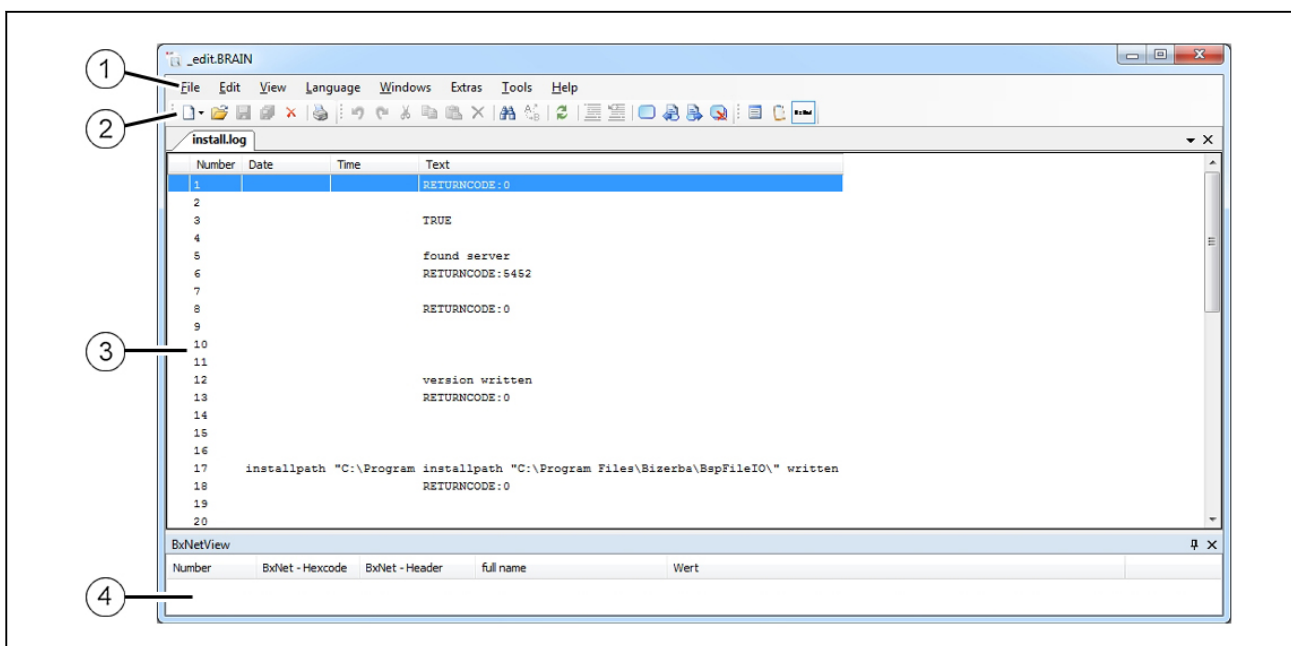 _edit.BRAIN
1
File Edit View Language Windows Extras Tools Help
2
install.log
Number Date Time Text
1 RETURNCODE:0
2
3 TRUE
4
5 found server
6 RETURNCODE:5452
7
8 RETURNCODE:0
9
3
10
11
12 version written
13 RETURNCODE:0
14
15
16
17 installpath "C:\Program installpath "C:\Program Files\Bizerba\BspFileIO\" written
18 RETURNCODE:0
19
20
BxNetView
Number BxNet - Hexcode BxNet - Header full name Wert
4